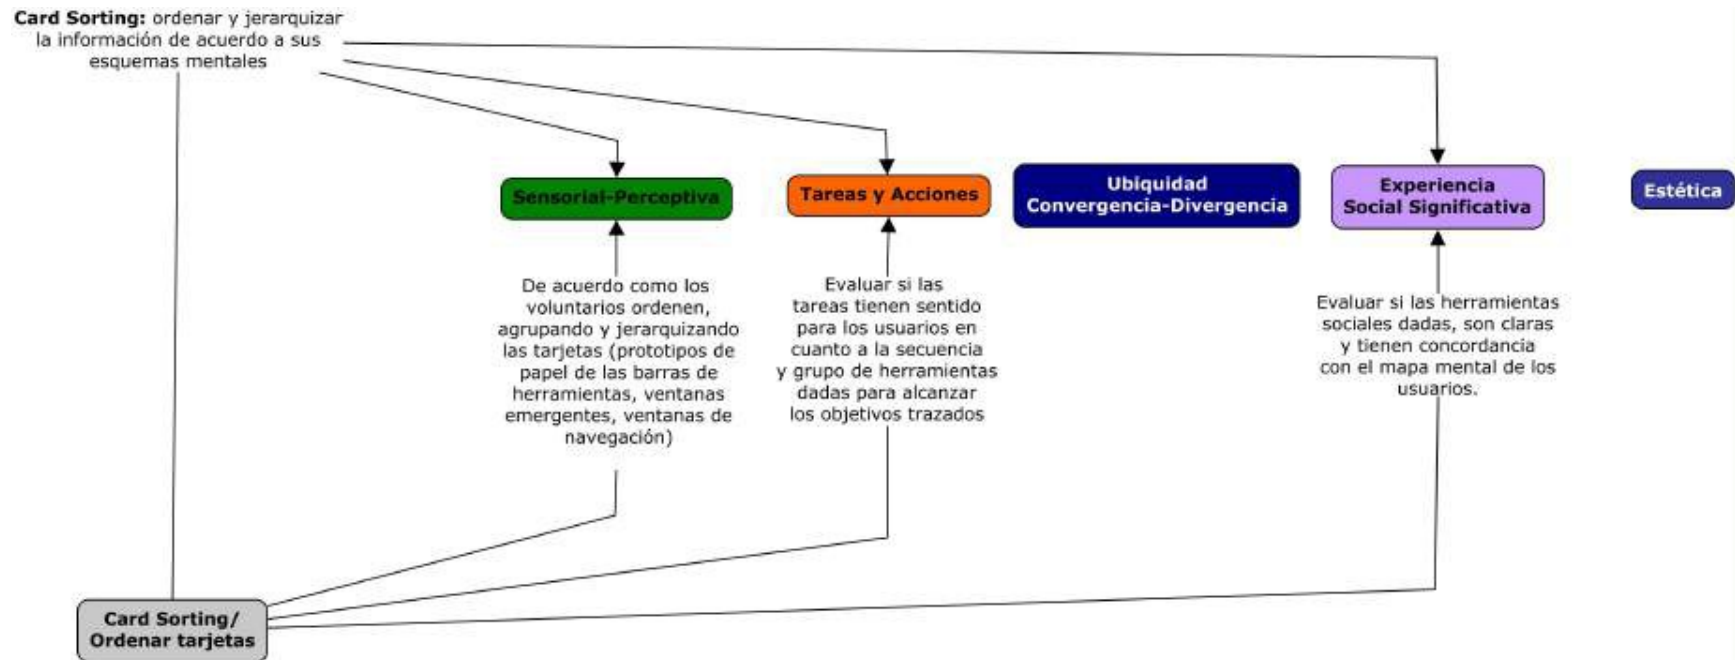 Card Sorting: ordenar y jerarquizar
la información de acuerdo a sus
esquemas mentales
Sensorial-Perceptiva
Tareas y Acciones
Ubiquidad
Convergencia-Divergencia
Experiencia
Social Significativa
Estética
De acuerdo como los
voluntarios ordenen,
agrupando y jerarquizando
las tarjetas (prototipos de
papel de las barras de
herramientas, ventanas
emergentes, ventanas de
navegación)
Evaluar si las
tareas tienen sentido
para los usuarios en
cuanto a la secuencia
y grupo de herramientas
dadas para alcanzar
los objetivos trazados
Evaluar si las herramientas
sociales dadas, son claras
y tienen concordancia
con el mapa mental de los
usuarios.
Card Sorting/
Ordenar tarjetas